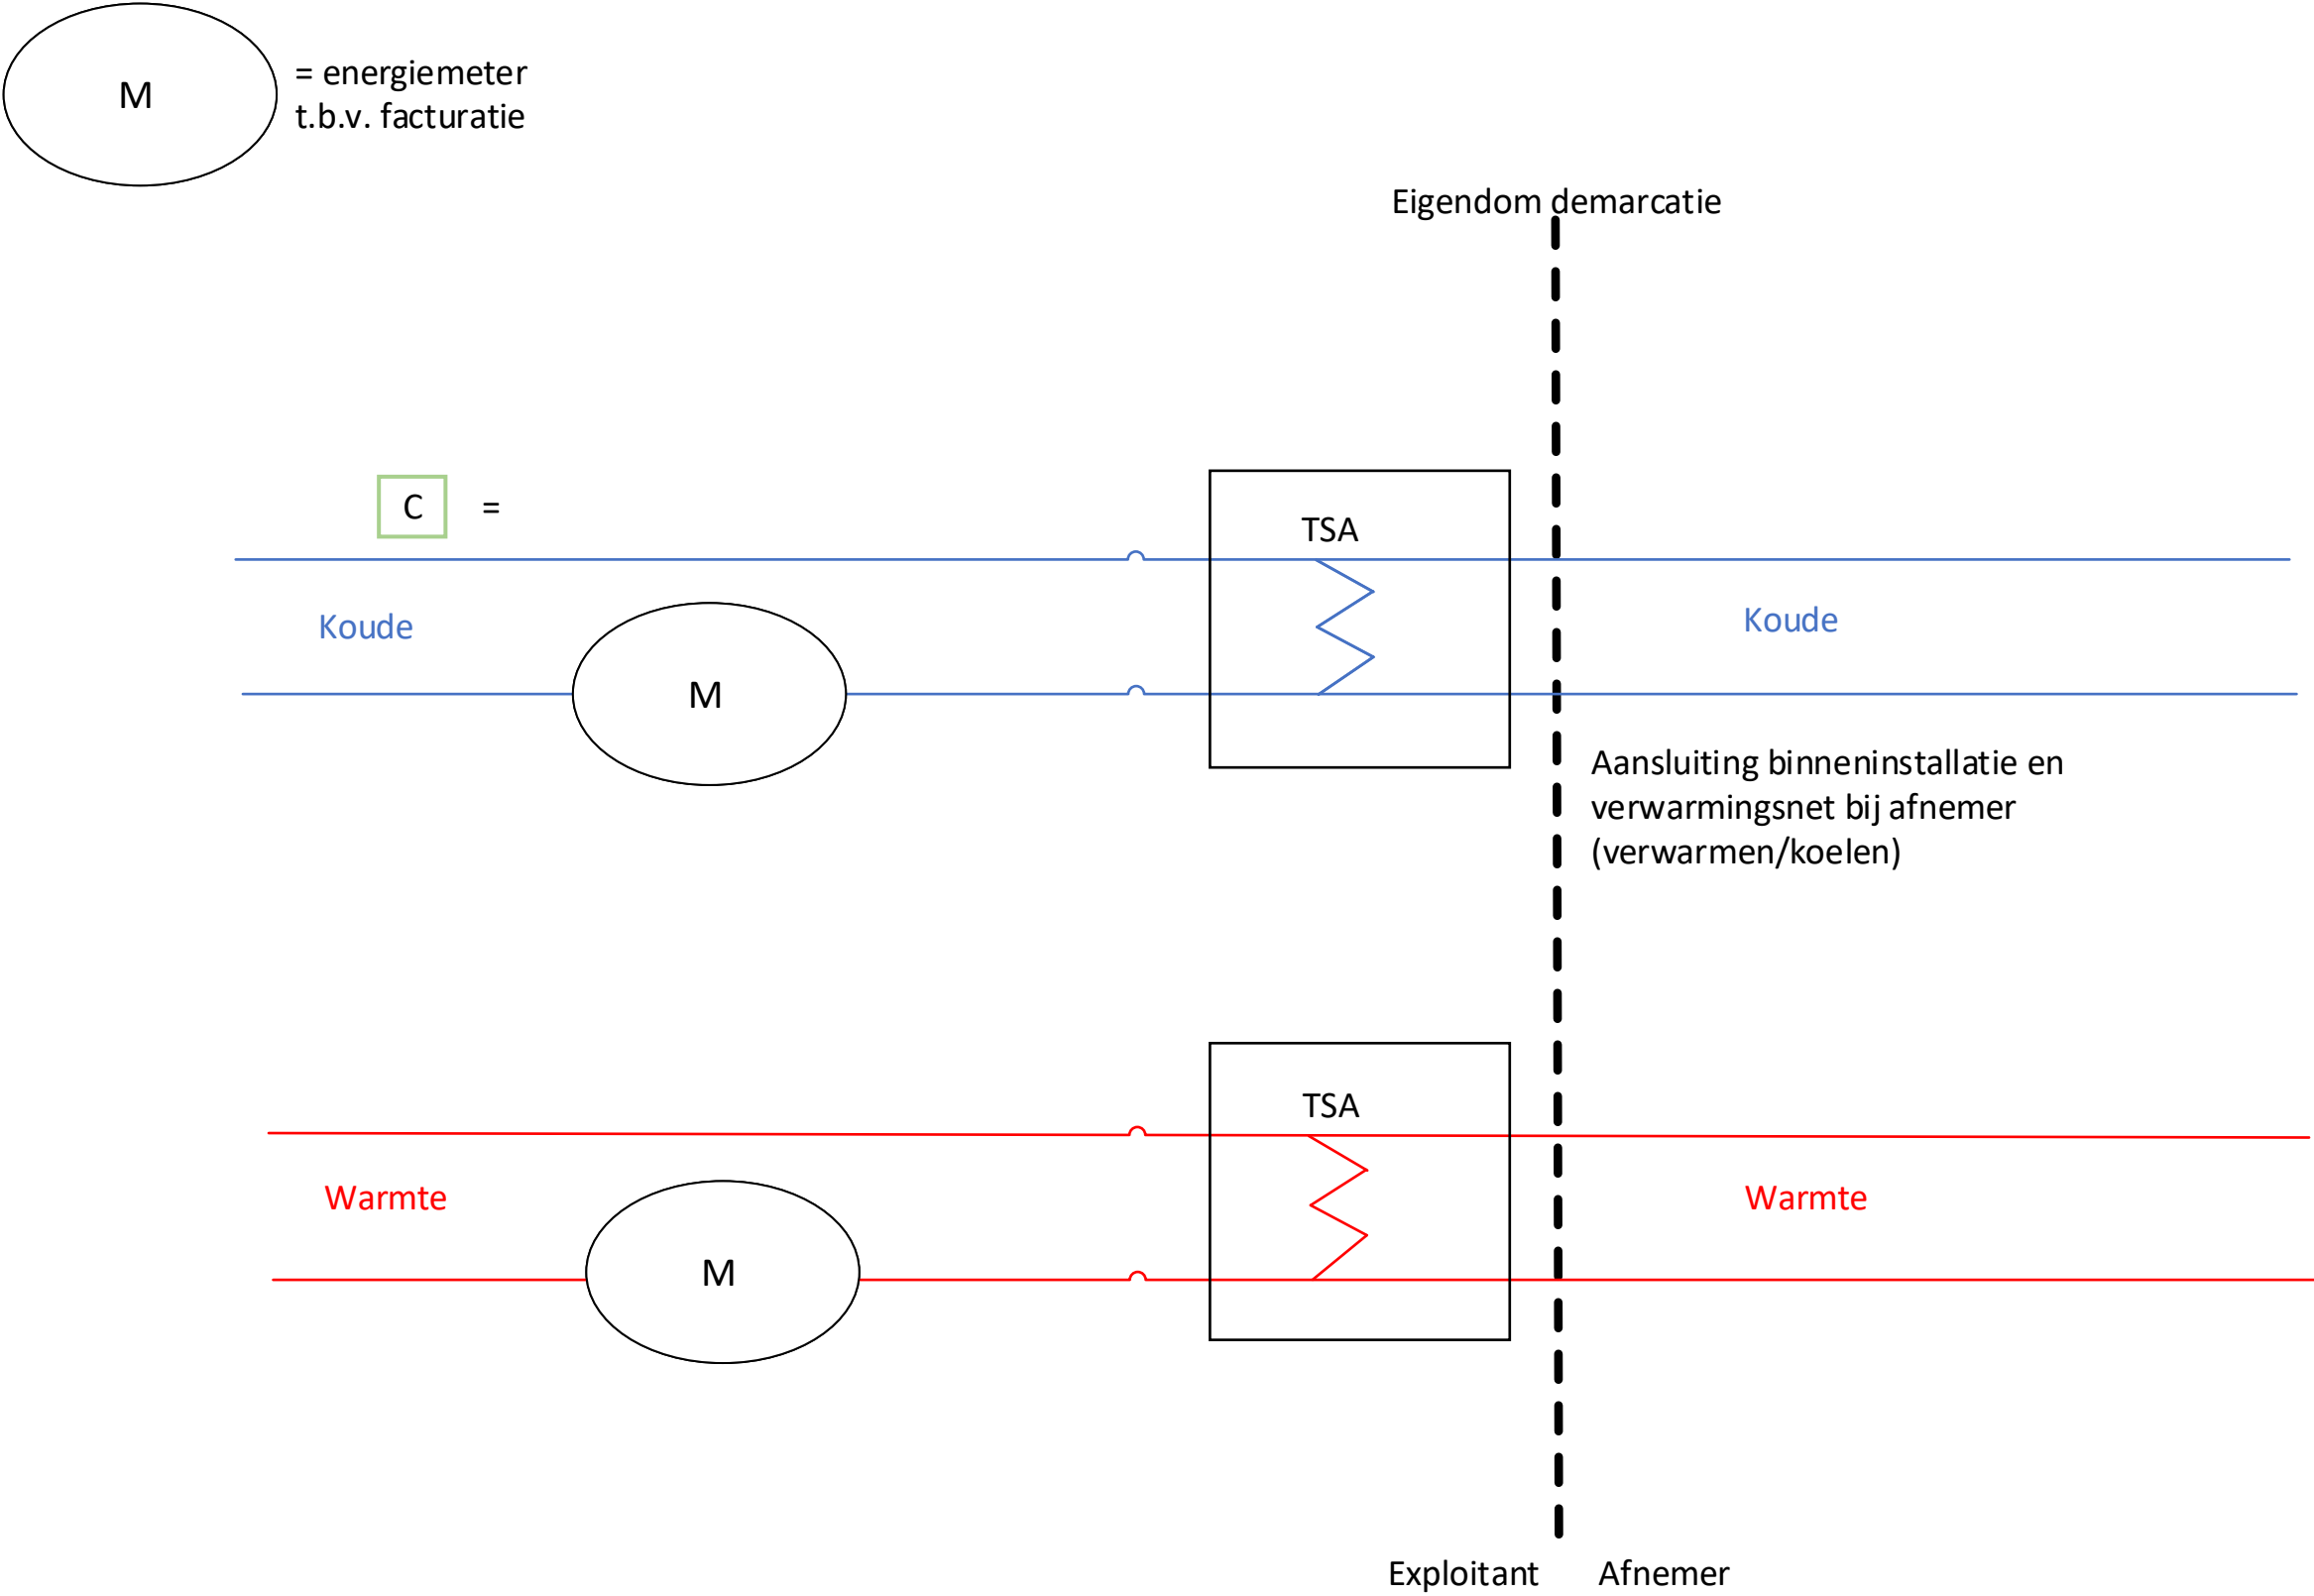 M
= energiemeter
t.b.v. facturatie
Eigendom demarcatie
C =
TSA
Koude
Koude
M
Aansluiting binneninstallatie en
verwarmingsnet bij afnemer
(verwarmen/koelen)
TSA
Warmte
Warmte
M
Exploitant
Afnemer